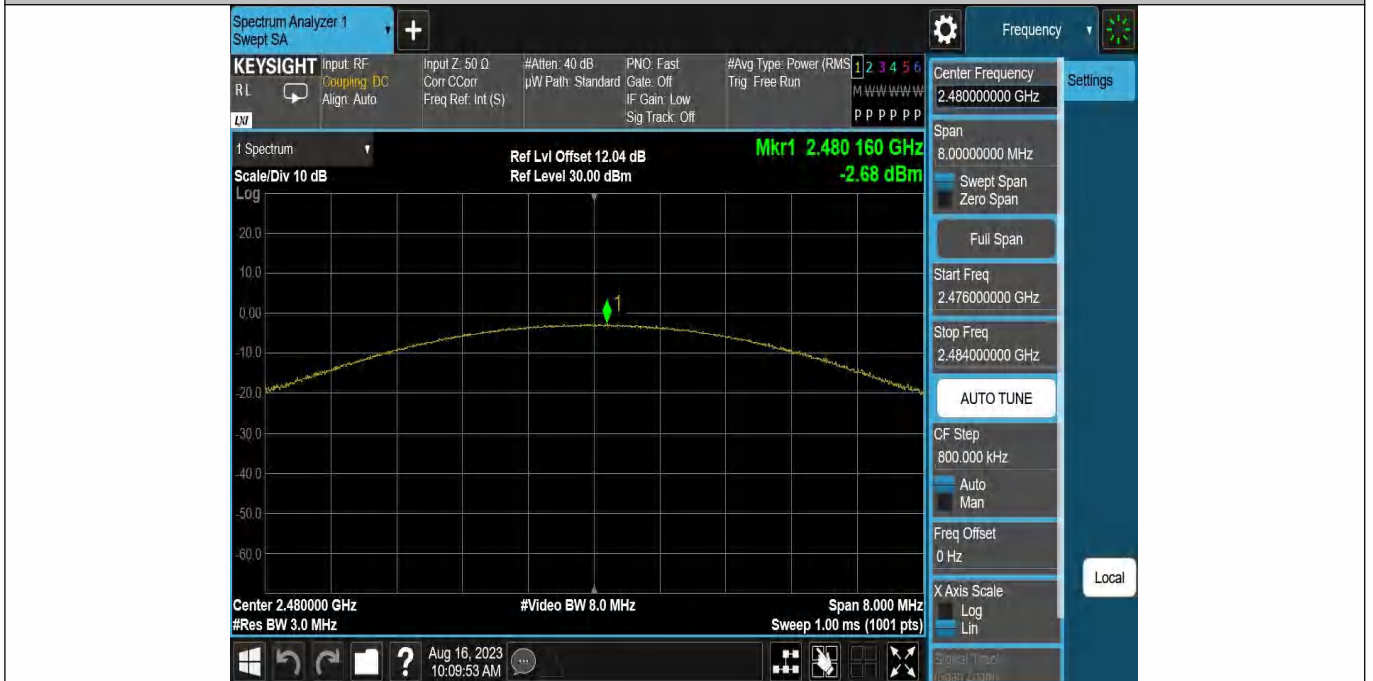 Spectrum Analyzer 1
Swept SA
+
Frequency
KEYSIGHT
RL
LXI
Input: RF
Coupling: DC
Align: Auto
Input Z: 50 Ω
Corr CCorr
Freq Ref: Int (S)
#Atten: 40 dB
µW Path: Standard
PNO: Fast
Gate: Off
IF Gain: Low
Sig Track: Off
#Avg Type: Power (RMS
Trig: Free Run
1 2 3 4 5 6
M W W W W W
P P P P P P
Center Frequency
2.480000000 GHz
Settings
Span
8.00000000 MHz
Swept Span
Zero Span
Full Span
Start Freq
2.476000000 GHz
Stop Freq
2.484000000 GHz
AUTO TUNE
CF Step
800.000 kHz
Auto
Man
Freq Offset
0 Hz
X Axis Scale
Log
Lin
Signal Track
(Span Zoom)
Local
1 Spectrum
Scale/Div 10 dB
Log
Ref Lvl Offset 12.04 dB
Ref Level 30.00 dBm
Mkr1 2.480 160 GHz
-2.68 dBm
20.0
10.0
0.00
-10.0
-20.0
-30.0
-40.0
-50.0
-60.0
1
Center 2.480000 GHz
#Res BW 3.0 MHz
#Video BW 8.0 MHz
Span 8.000 MHz
Sweep 1.00 ms (1001 pts)
?
Aug 16, 2023
10:09:53 AM